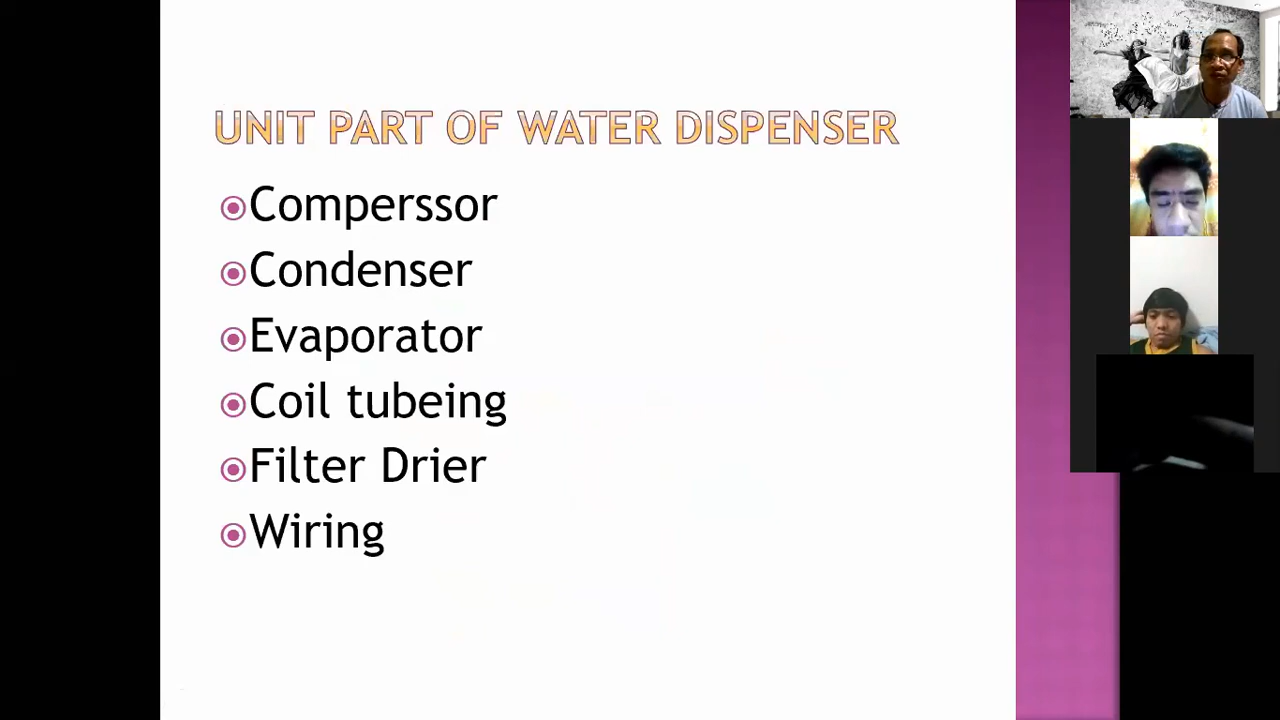 UNIT PART OF WATER DISPENSER
Comperssor
Condenser
Evaporator
Coil tubeing
Filter Drier
Wiring